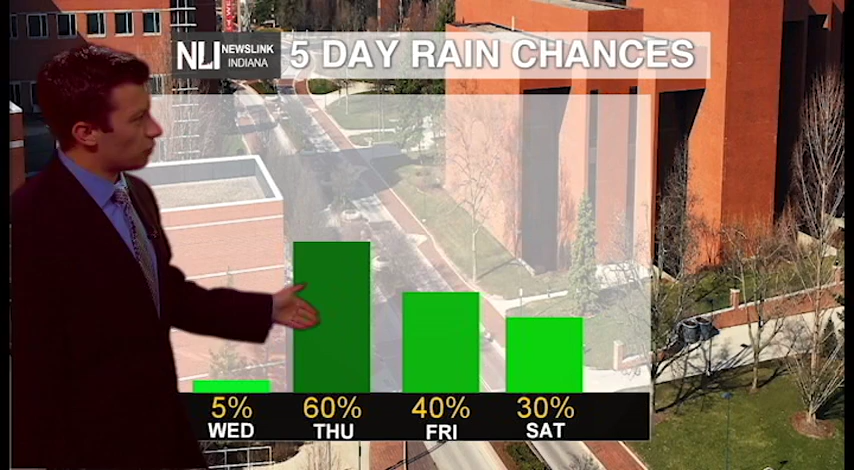 NLI NEWSLINK INDIANA 5 DAY RAIN CHANCES
5% 60% 40% 30%
WED THU FRI SAT